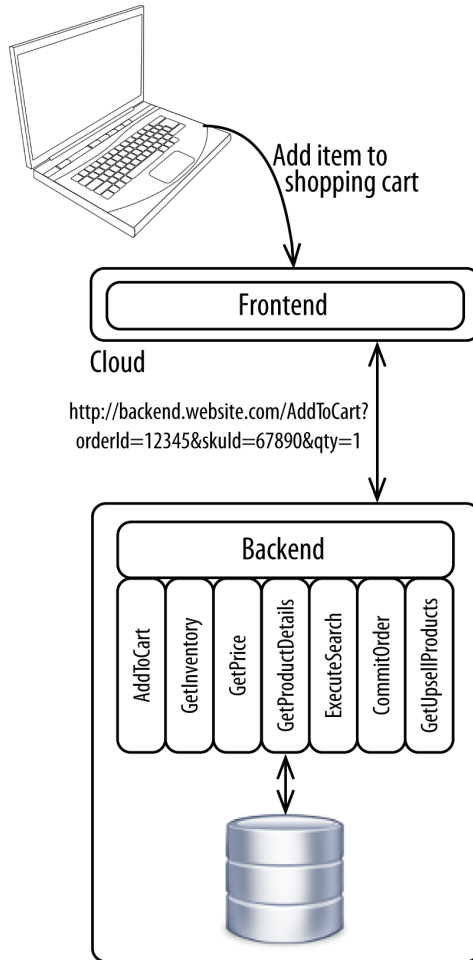 Add item to
shopping cart
Frontend
Cloud
http://backend.website.com/AddToCart?
orderId=12345&skuId=67890&qty=1
Backend
AddToCart
GetInventory
GetPrice
GetProductDetails
ExecuteSearch
CommitOrder
GetUpsellProducts